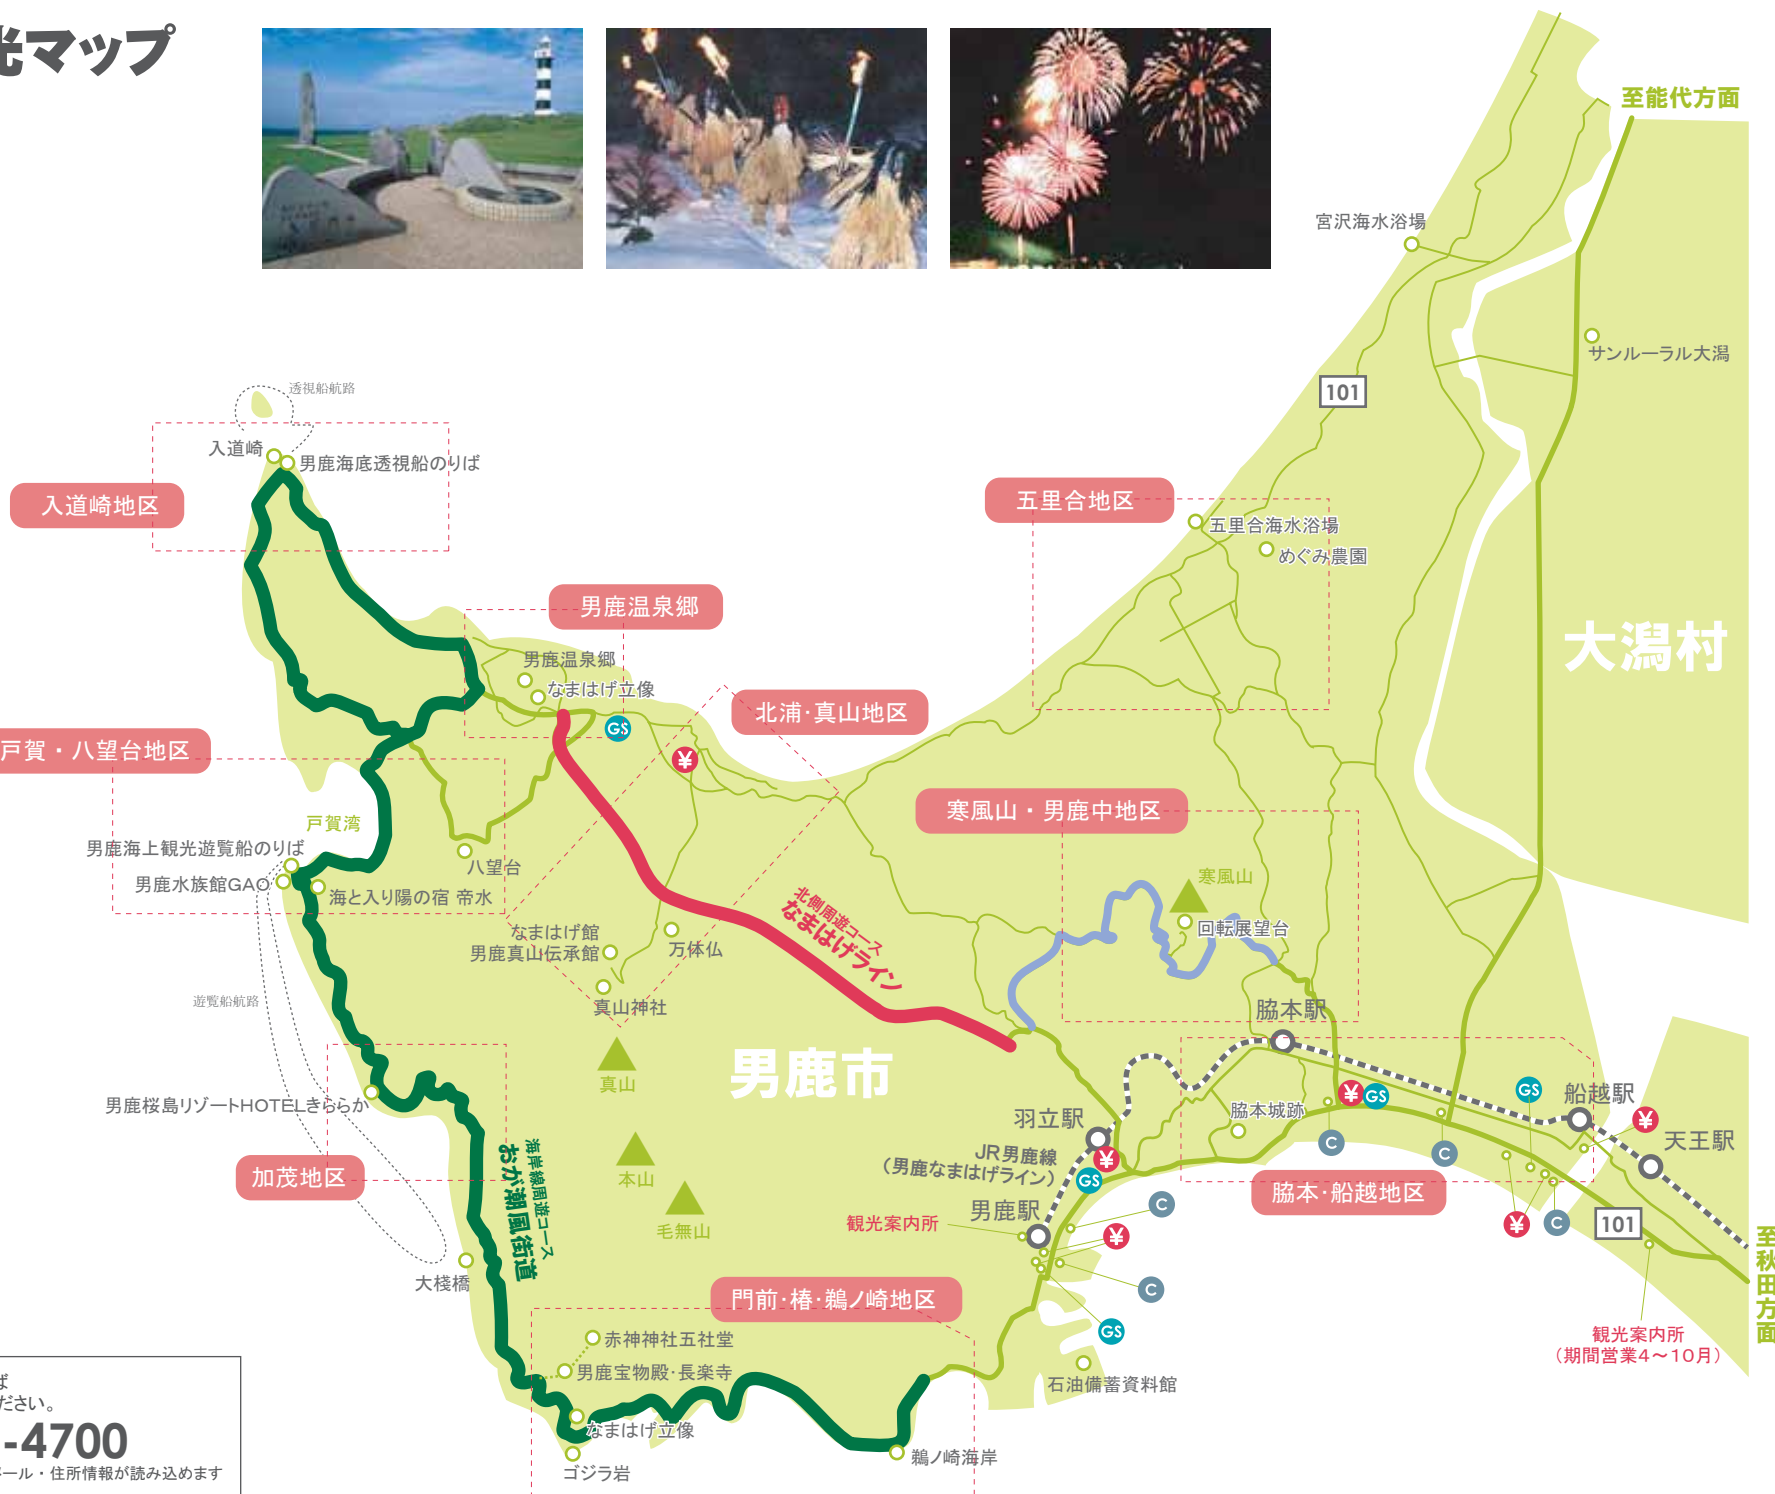 光マップ
至能代方面
宮沢海水浴場
サンルーラル大潟
101
透視船航路
入道崎
男鹿海底透視船のりば
入道崎地区
五里合地区
五里合海水浴場
めぐみ農園
大潟村
男鹿温泉郷
男鹿温泉郷
なまはげ立像
GS
北浦·真山地区
¥
戸賀・八望台地区
戸賀湾
男鹿海上観光遊覧船のりば
男鹿水族館GAO
海と入り陽の宿 帝水
八望台
寒風山・男鹿中地区
寒風山
回転展望台
北側周遊コース
なまはげライン
なまはげ館
男鹿真山伝承館
万体仏
真山神社
遊覧船航路
脇本駅
男鹿市
真山
本山
毛無山
男鹿桜島リゾートHOTELきららか
加茂地区
海岸線周遊コース
おが潮風街道
大棧橋
羽立駅
¥
GS
JR男鹿線
(男鹿なまはげライン)
男鹿駅
観光案内所
C
¥
C
GS
脇本城跡
¥
GS
C
C
GS
船越駅
¥
天王駅
脇本·船越地区
¥
C
101
至秋田方面
観光案内所
(期間営業4〜10月)
門前·椿·鵜ノ崎地区
赤神神社五社堂
男鹿宝物殿·長楽寺
なまはげ立像
ゴジラ岩
鵜ノ崎海岸
石油備蓄資料館
ば
ださい。
-4700
ール・住所情報が読み込めます